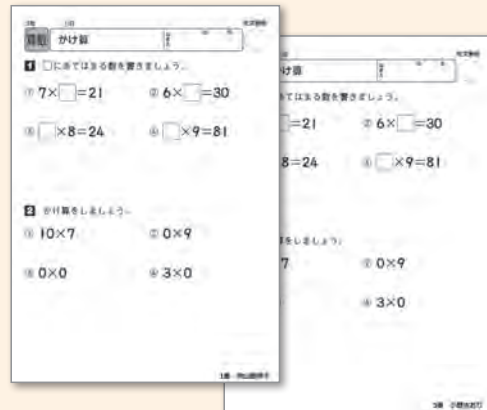 算数 かけ算
1 □にあてはまる数を書きましょう。
① 7×□=21 ② 6×□=30
③ □×8=24 ④ □×9=81
2 かけ算をしましょう。
① 10×7 ② 0×9
③ 0×0 ④ 3×0
け算
てはまる数を書きましょう。
□=21 ② 6×□=30
8=24 ④ □×9=81
をしましょう。
7 ② 0×9
④ 3×0